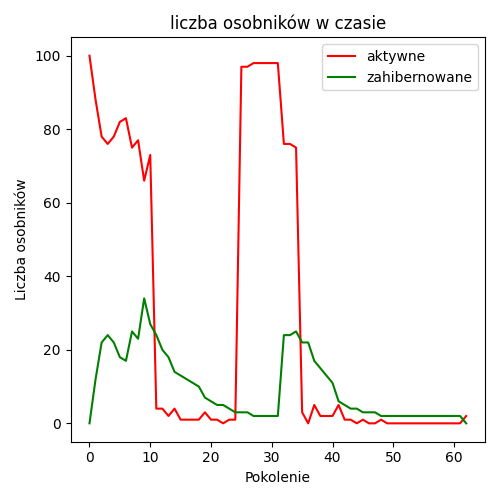 liczba osobników w czasie
aktywne
zahibernowane
Liczba osobników
100
80
60
40
20
0
0 10 20 30 40 50 60
Pokolenie